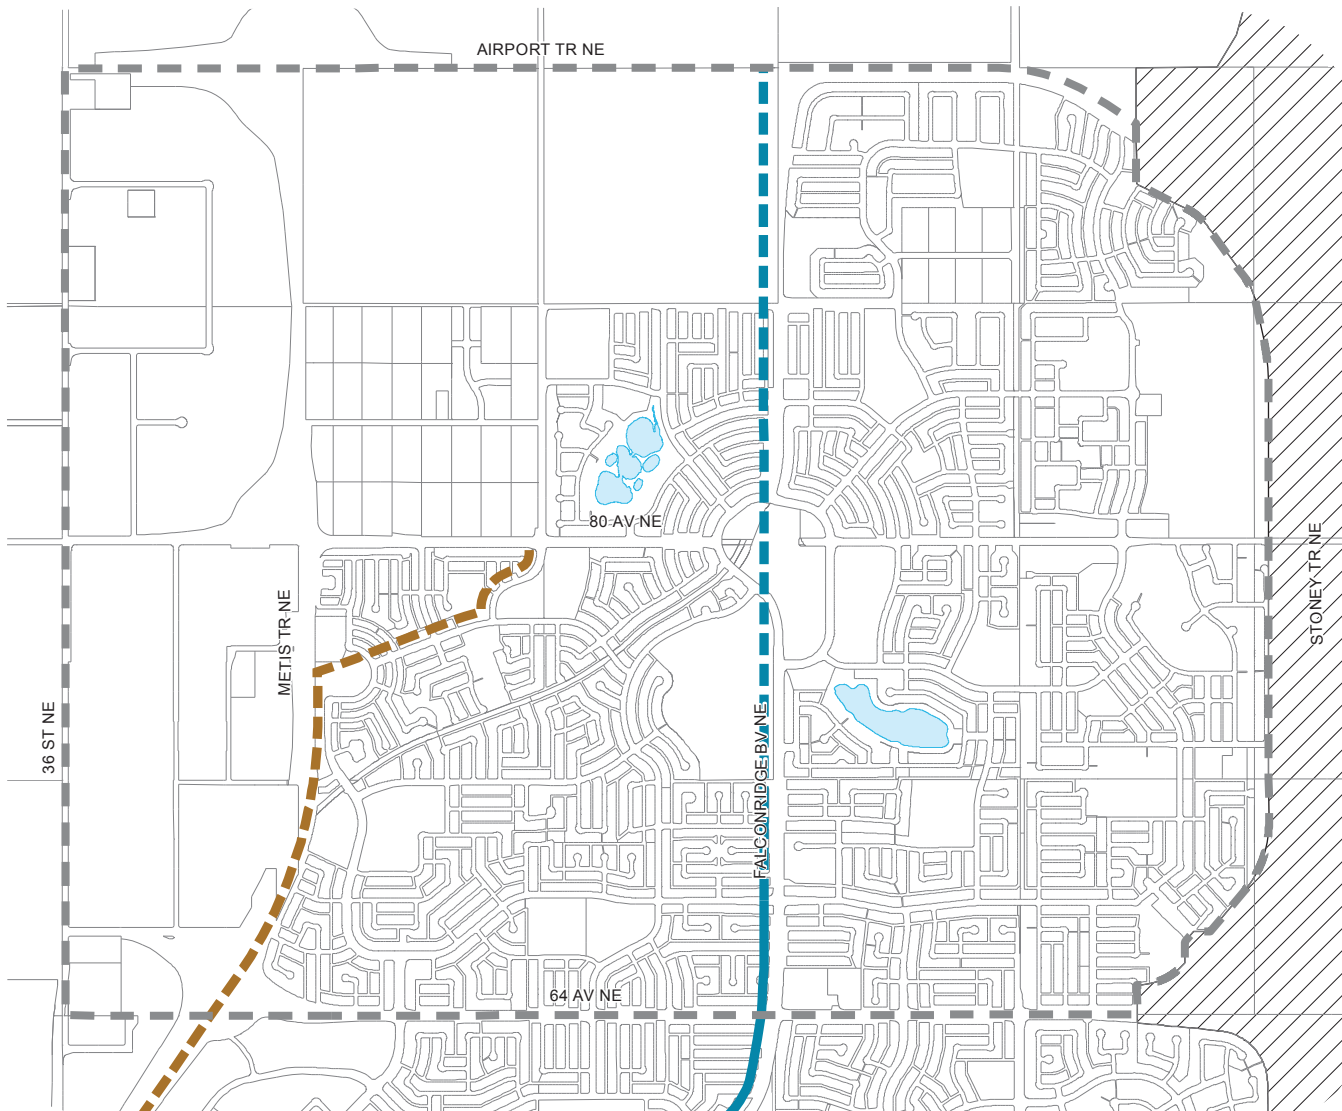 AIRPORT TR NE
80 AV NE
STONEY TR NE
METIS TR NE
36 ST NE
FALCONRIDGE BV NE
64 AV NE